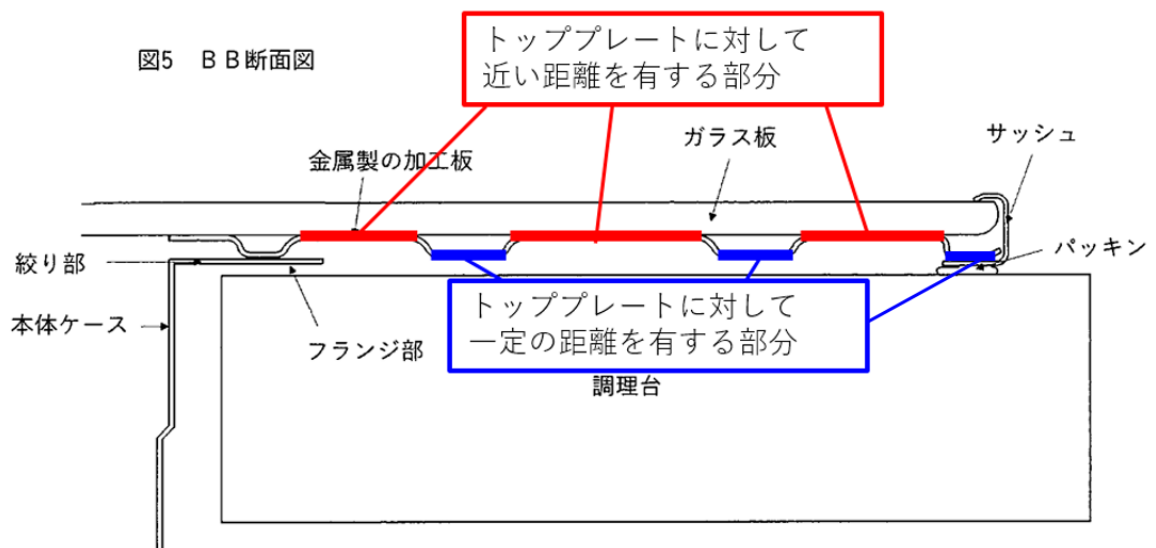 図5 BB断面図
トッププレートに対して
近い距離を有する部分
ガラス板
サッシュ
金属製の加工板
絞り部
パッキン
本体ケース
フランジ部
トッププレートに対して
一定の距離を有する部分
調理台